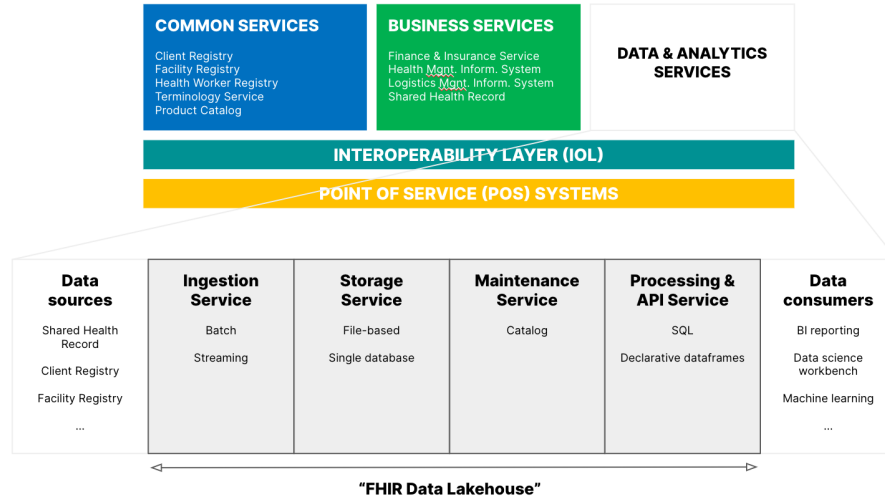 COMMON SERVICES
Client Registry
Facility Registry
Health Worker Registry
Terminology Service
Product Catalog
BUSINESS SERVICES
Finance & Insurance Service
Health Mgnt. Inform. System
Logistics Mgnt. Inform. System
Shared Health Record
DATA & ANALYTICS
SERVICES
INTEROPERABILITY LAYER (IOL)
POINT OF SERVICE (POS) SYSTEMS
Data
sources
Shared Health
Record
Client Registry
Facility Registry
...
Ingestion
Service
Batch
Streaming
Storage
Service
File-based
Single database
Maintenance
Service
Catalog
Processing &
API Service
SQL
Declarative dataframes
Data
consumers
BI reporting
Data science
workbench
Machine learning
...
“FHIR Data Lakehouse”